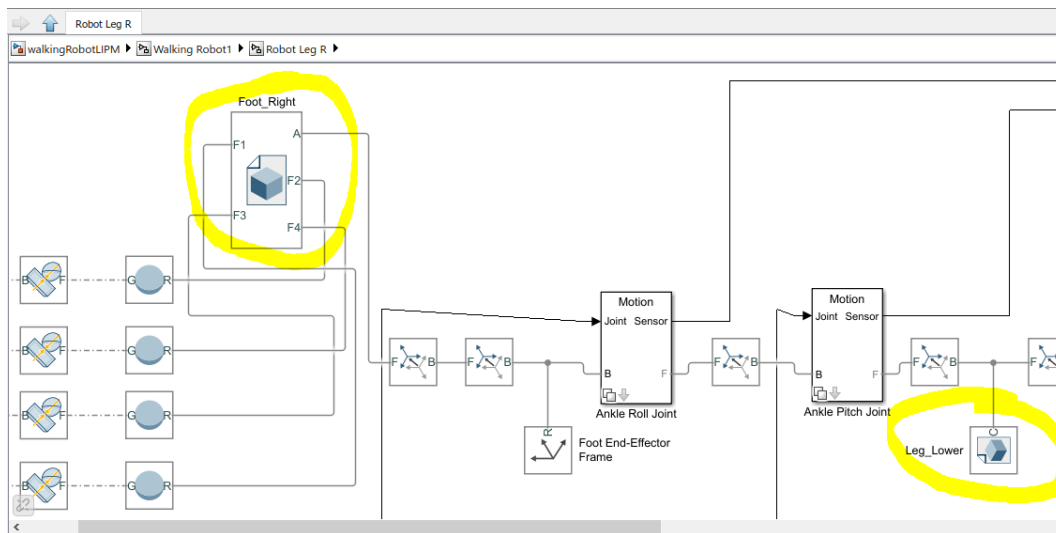 Robot Leg R
walkingRobotLIPM Walking Robot1 Robot Leg R
Foot_Right
A
F1
F2
F3
F4
B F G R
B F G R
B F G R
B F G R
Motion
Joint Sensor
B F
Ankle Roll Joint
Motion
Joint Sensor
B F
Ankle Pitch Joint
F B F B F B F B F
R
Foot End-Effector
Frame
C
Leg_Lower